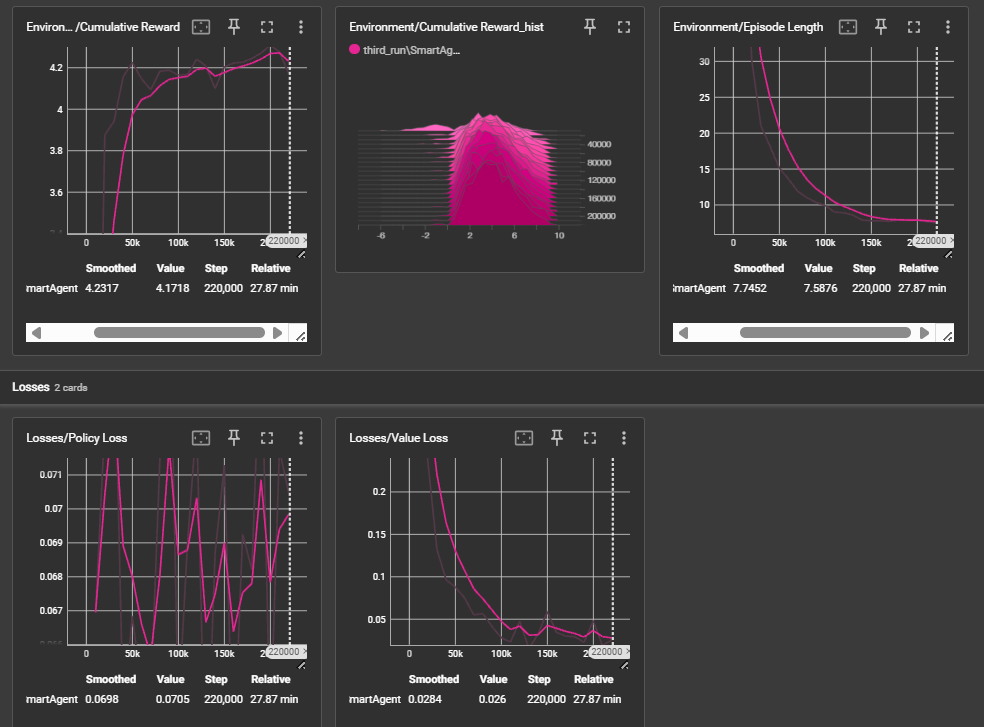 Environ... /Cumulative Reward
4.2
4
3.8
3.6
0 50k 100k 150k
220000
Smoothed Value Step Relative
martAgent 4.2317 4.1718 220,000 27.87 min
Environment/Cumulative Reward_hist
third_run\SmartAg...
40000
80000
120000
160000
200000
-6 -2 2 6 10
Environment/Episode Length
30
25
20
15
10
0 50k 100k 150k
220000
Smoothed Value Step Relative
martAgent 7.7452 7.5876 220,000 27.87 min
Losses 2 cards
Losses/Policy Loss
0.071
0.07
0.069
0.068
0.067
0 50k 100k 150k
220000
Smoothed Value Step Relative
martAgent 0.0698 0.0705 220,000 27.87 min
Losses/Value Loss
0.2
0.15
0.1
0.05
0 50k 100k 150k
220000
Smoothed Value Step Relative
martAgent 0.0284 0.026 220,000 27.87 min